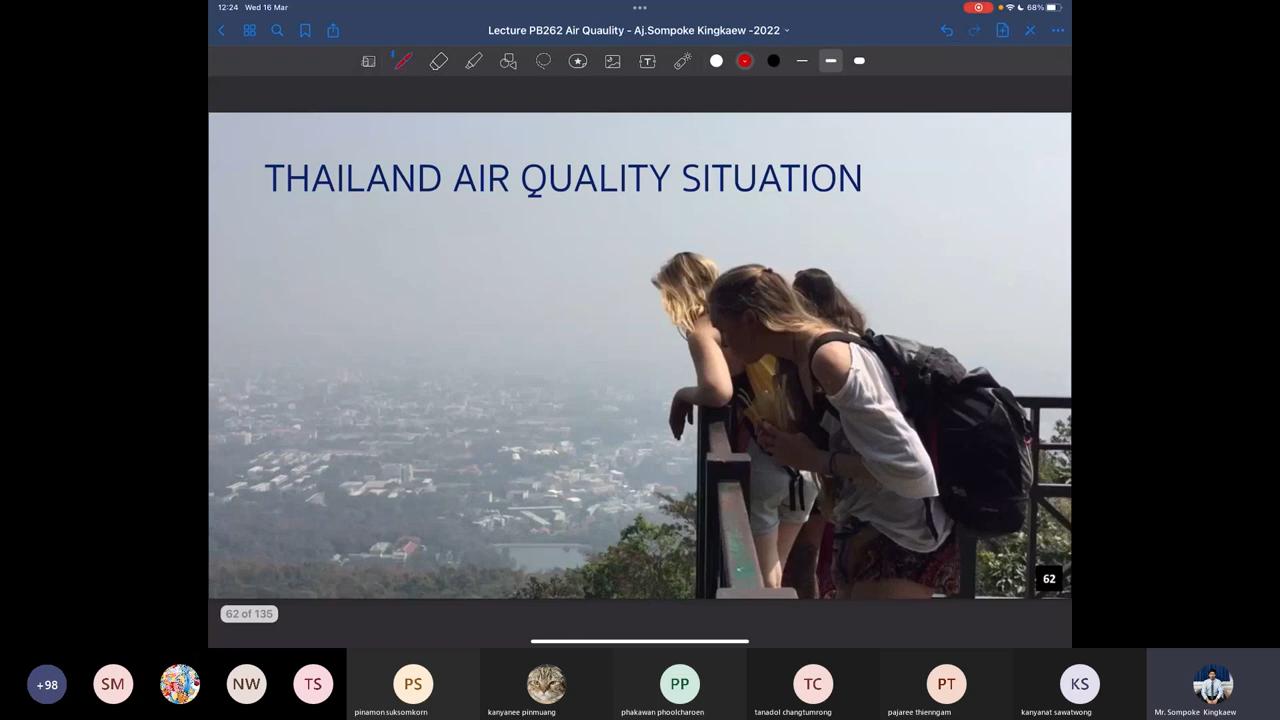 12:24 Wed 16 Mar
68%
Lecture PB262 Air Quaulity - Aj.Sompoke Kingkaew -2022
THAILAND AIR QUALITY SITUATION
62
62 of 135
+98
SM
NW
TS
PS
PP
TC
PT
KS
pinamon suksomkorn
kanyanee pinmuang
phakawan phoolcharoen
tanadol changtumrong
pajaree thienngam
kanyanat sawatwong
Mr. Sompoke Kingkaew